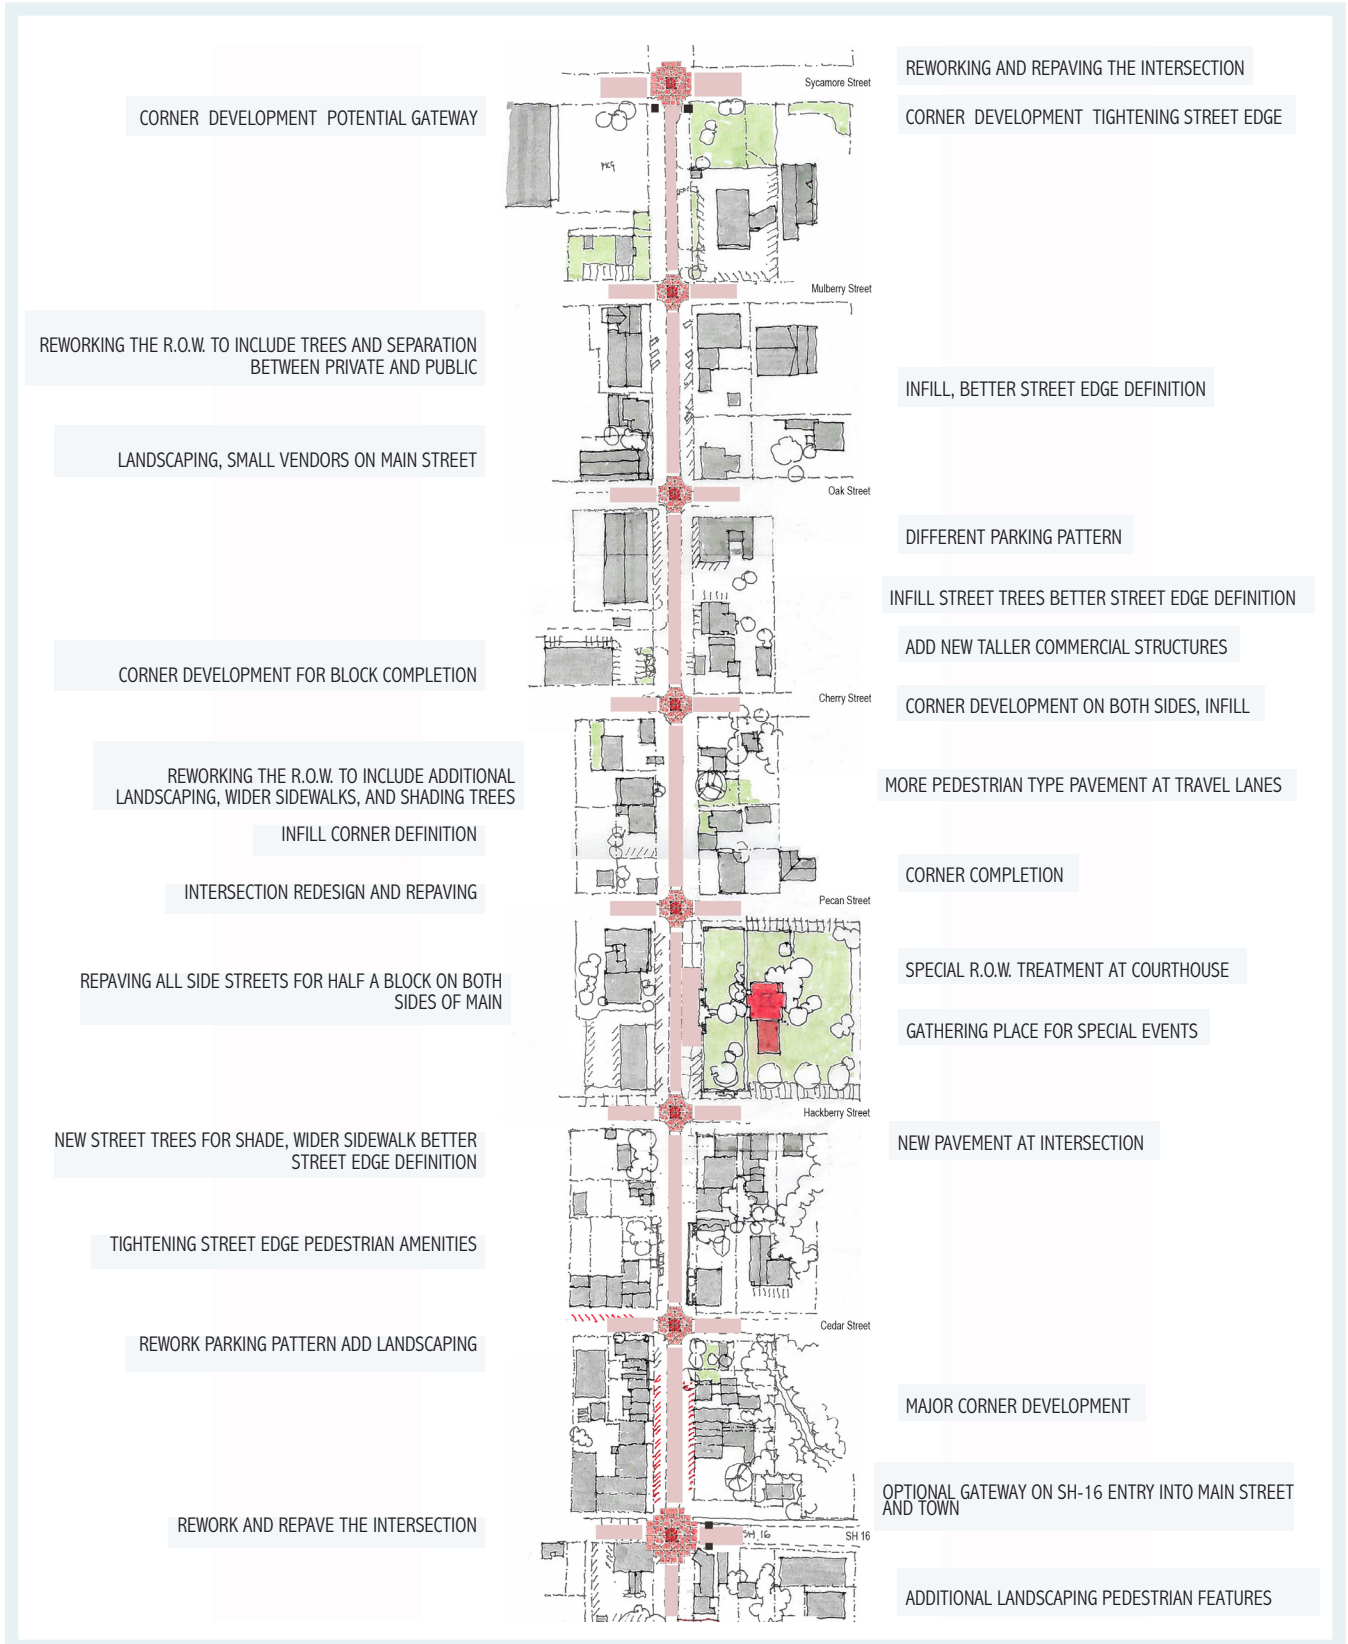 REWORKING AND REPAVING THE INTERSECTION
Sycamore Street
CORNER DEVELOPMENT POTENTIAL GATEWAY
CORNER DEVELOPMENT TIGHTENING STREET EDGE
PKG
Mulberry Street
REWORKING THE R.O.W. TO INCLUDE TREES AND SEPARATION
BETWEEN PRIVATE AND PUBLIC
INFILL, BETTER STREET EDGE DEFINITION
LANDSCAPING, SMALL VENDORS ON MAIN STREET
Oak Street
DIFFERENT PARKING PATTERN
INFILL STREET TREES BETTER STREET EDGE DEFINITION
ADD NEW TALLER COMMERCIAL STRUCTURES
CORNER DEVELOPMENT FOR BLOCK COMPLETION
Cherry Street
CORNER DEVELOPMENT ON BOTH SIDES, INFILL
REWORKING THE R.O.W. TO INCLUDE ADDITIONAL
LANDSCAPING, WIDER SIDEWALKS, AND SHADING TREES
MORE PEDESTRIAN TYPE PAVEMENT AT TRAVEL LANES
INFILL CORNER DEFINITION
CORNER COMPLETION
INTERSECTION REDESIGN AND REPAVING
Pecan Street
SPECIAL R.O.W. TREATMENT AT COURTHOUSE
REPAVING ALL SIDE STREETS FOR HALF A BLOCK ON BOTH
SIDES OF MAIN
GATHERING PLACE FOR SPECIAL EVENTS
Hackberry Street
NEW STREET TREES FOR SHADE, WIDER SIDEWALK BETTER
STREET EDGE DEFINITION
NEW PAVEMENT AT INTERSECTION
TIGHTENING STREET EDGE PEDESTRIAN AMENITIES
Cedar Street
REWORK PARKING PATTERN ADD LANDSCAPING
MAJOR CORNER DEVELOPMENT
OPTIONAL GATEWAY ON SH-16 ENTRY INTO MAIN STREET
AND TOWN
REWORK AND REPAVE THE INTERSECTION
SH 16
SH 16
ADDITIONAL LANDSCAPING PEDESTRIAN FEATURES